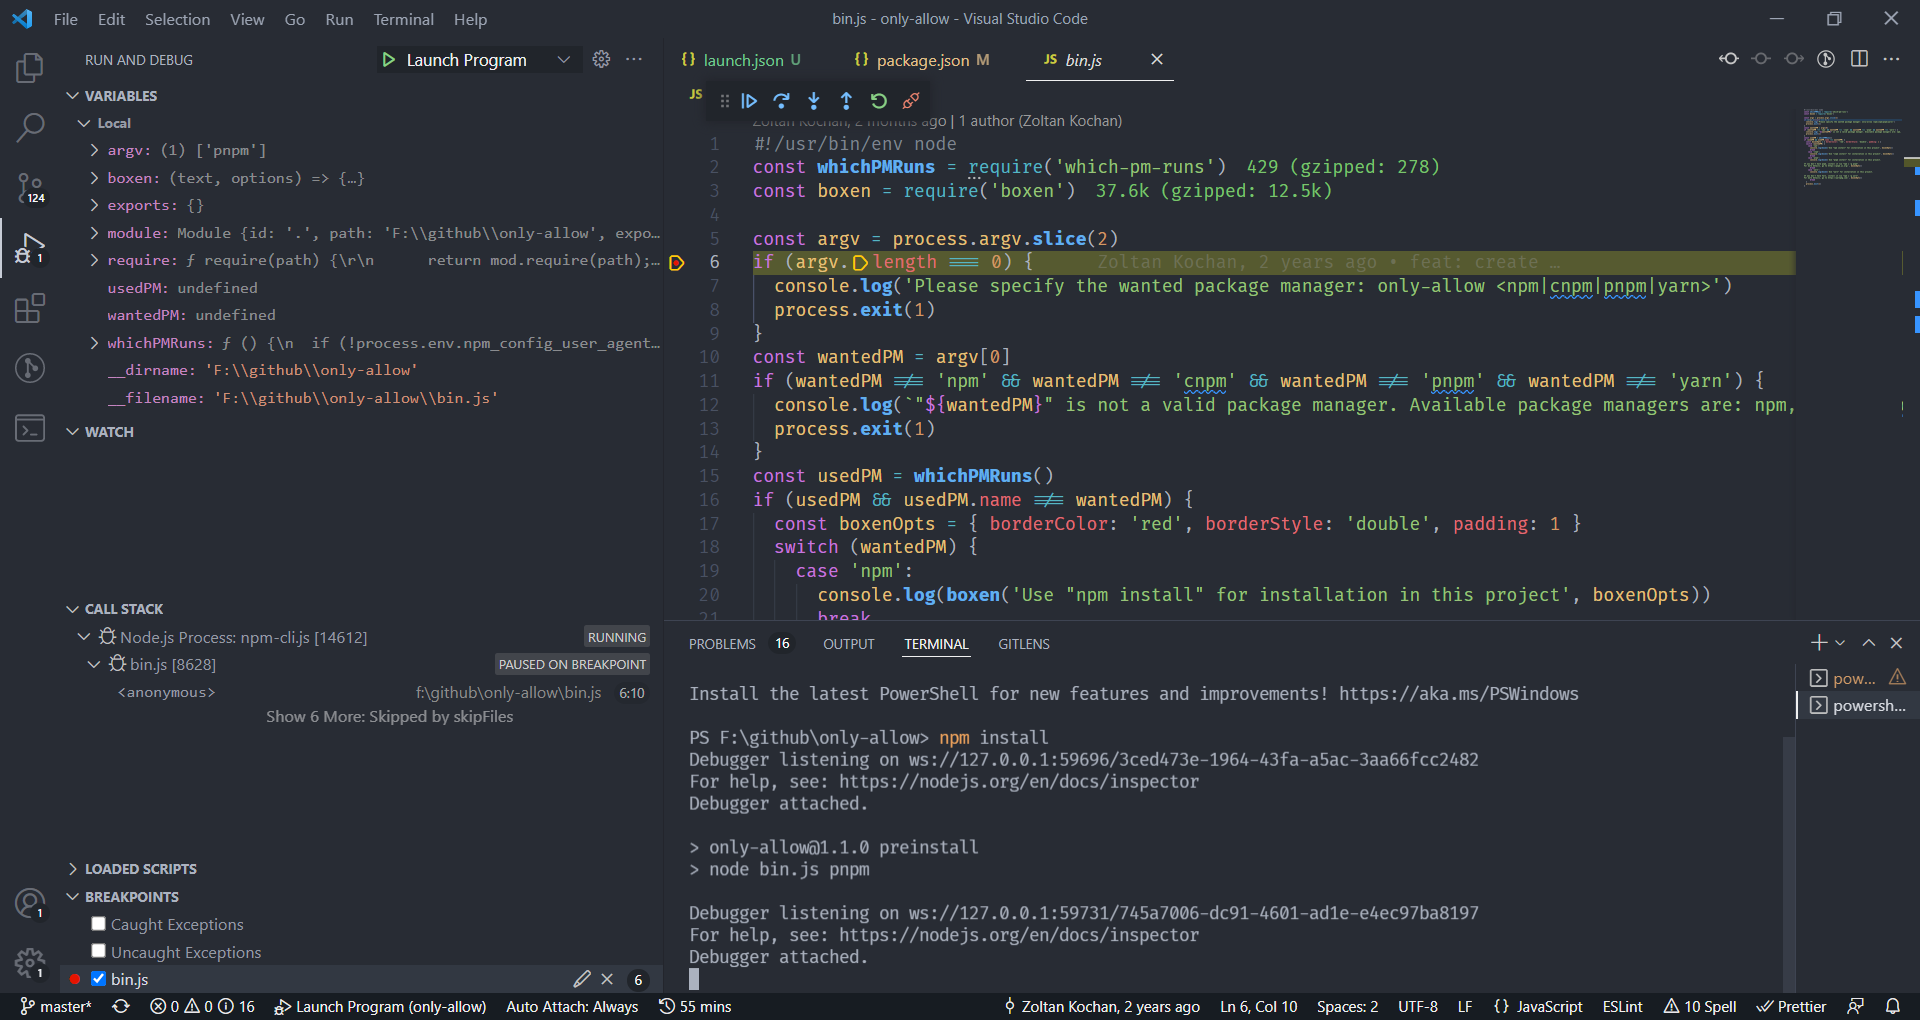 File Edit Selection View Go Run Terminal Help
bin.js - only-allow - Visual Studio Code
RUN AND DEBUG
Launch Program
VARIABLES
Local
argv: (1) ['pnpm']
boxen: (text, options) => {…}
exports: {}
module: Module {id: '.', path: 'F:\\github\\only-allow', expo…
require: ƒ require(path) {\r\n      return mod.require(path);…
usedPM: undefined
wantedPM: undefined
whichPMRuns: ƒ () {\n  if (!process.env.npm_config_user_agent…
__dirname: 'F:\\github\\only-allow'
__filename: 'F:\\github\\only-allow\\bin.js'
WATCH
CALL STACK
Node.js Process: npm-cli.js [14612] RUNNING
bin.js [8628] PAUSED ON BREAKPOINT
<anonymous> f:\github\only-allow\bin.js 6:10
Show 6 More: Skipped by skipFiles
LOADED SCRIPTS
BREAKPOINTS
Caught Exceptions
Uncaught Exceptions
bin.js 6
124
1
1
1
{} launch.json U {} package.json M JS bin.js
JS
Zoltan Kochan, 2 months ago | 1 author (Zoltan Kochan)
1 #!/usr/bin/env node
2 const whichPMRuns = require('which-pm-runs') 429 (gzipped: 278)
3 const boxen = require('boxen') 37.6k (gzipped: 12.5k)
4
5 const argv = process.argv.slice(2)
6 if (argv.length === 0) { Zoltan Kochan, 2 years ago • feat: create …
7 console.log('Please specify the wanted package manager: only-allow <npm|cnpm|pnpm|yarn>')
8 process.exit(1)
9 }
10 const wantedPM = argv[0]
11 if (wantedPM !== 'npm' && wantedPM !== 'cnpm' && wantedPM !== 'pnpm' && wantedPM !== 'yarn') {
12 console.log(`"${wantedPM}" is not a valid package manager. Available package managers are: npm,
13 process.exit(1)
14 }
15 const usedPM = whichPMRuns()
16 if (usedPM && usedPM.name !== wantedPM) {
17 const boxenOpts = { borderColor: 'red', borderStyle: 'double', padding: 1 }
18 switch (wantedPM) {
19 case 'npm':
20 console.log(boxen('Use "npm install" for installation in this project', boxenOpts))
21 break
PROBLEMS 16 OUTPUT TERMINAL GITLENS
pow...
powersh...
Install the latest PowerShell for new features and improvements! https://aka.ms/PSWindows
PS F:\github\only-allow> npm install
Debugger listening on ws://127.0.0.1:59696/3ced473e-1964-43fa-a5ac-3aa66fcc2482
For help, see: https://nodejs.org/en/docs/inspector
Debugger attached.
> only-allow@1.1.0 preinstall
> node bin.js pnpm
Debugger listening on ws://127.0.0.1:59731/745a7006-dc91-4601-ad1e-e4ec97ba8197
For help, see: https://nodejs.org/en/docs/inspector
Debugger attached.
master* 0 0 16 Launch Program (only-allow) Auto Attach: Always 55 mins Zoltan Kochan, 2 years ago Ln 6, Col 10 Spaces: 2 UTF-8 LF {} JavaScript ESLint 10 Spell Prettier